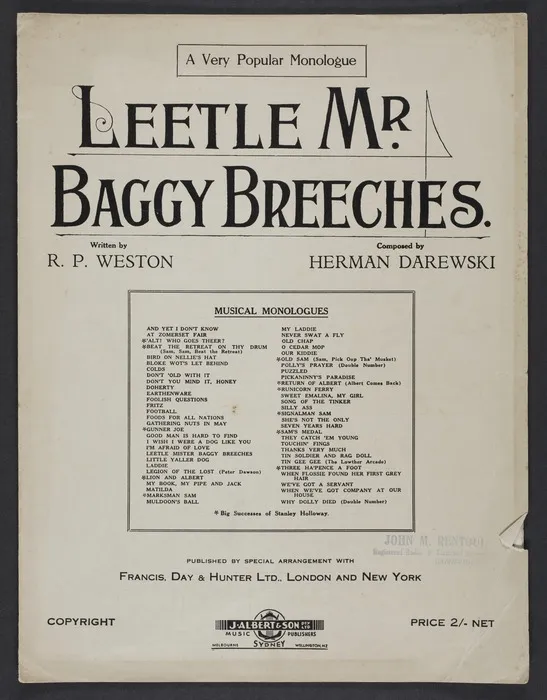 A Very Popular Monologue
LEETLE MR.
BAGGY BREECHES.
Written by
R. P. WESTON
Composed by
HERMAN DAREWSKI
MUSICAL MONOLOGUES
AND YET I DON'T KNOW
AT ZOMERSET FAIR
*'ALT! WHO GOES THEER?
*BEAT THE RETREAT ON THY DRUM
(Sam, Sam, Beat the Retreat)
BIRD ON NELLIE'S HAT
BLOKE WOT'S LEFT BEHIND
COLDS
DON'T 'OLD WITH IT
DON'T YOU MIND IT, HONEY
DOHERTY
EARTHENWARE
FOOLISH QUESTIONS
FRITZ
FOOTBALL
FOODS FOR ALL NATIONS
GATHERING NUTS IN MAY
*GUNNER JOE
GOOD MAN IS HARD TO FIND
I WISH I WERE A DOG LIKE YOU
I'M AFRAID OF LOVE
LEETLE MISTER BAGGY BREECHES
LITTLE YALLER DOG
LADDIE
LEGION OF THE LOST (Peter Dawson)
*LION AND ALBERT
MY BOOK, MY PIPE AND JACK
MATILDA
*MARKSMAN SAM
MULDOON'S BALL
MY LADDIE
NEVER SWAT A FLY
OLD CHAP
O CEDAR MOP
OUR KIDDIE
*OLD SAM (Sam, Pick Oop Tha' Mosket)
POLLY'S PRAYER (Double Number)
PUZZLED
PICKANINNY'S PARADISE
*RETURN OF ALBERT (Albert Comes Back)
*RUNICORN FERRY
SWEET EMALINA, MY GIRL
SONG OF THE TINKER
SILLY ASS
*SIGNALMAN SAM
SHE'S NOT THE ONLY
SEVEN YEARS HARD
*SAM'S MEDAL
THEY CATCH 'EM YOUNG
TOUCHIN' FINGS
THANKS VERY MUCH
TIN SOLDIER AND RAG DOLL
TIN GEE GEE (The Lowther Arcade)
*THREE HA'PENCE A FOOT
WHEN FLOSSIE FOUND HER FIRST GREY
HAIR
WE'VE GOT A SERVANT
WHEN WE'VE GOT COMPANY AT OUR
HOUSE
WHY DOLLY DIED (Double Number)
* Big Successes of Stanley Holloway.
JOHN M.
PUBLISHED BY SPECIAL ARRANGEMENT WITH
FRANCIS, DAY & HUNTER LTD., LONDON AND NEW YORK
COPYRIGHT
J. ALBERT & SON PTY LTD
MUSIC PUBLISHERS
MELBOURNE SYDNEY WELLINGTON, N.Z.
PRICE 2/- NET